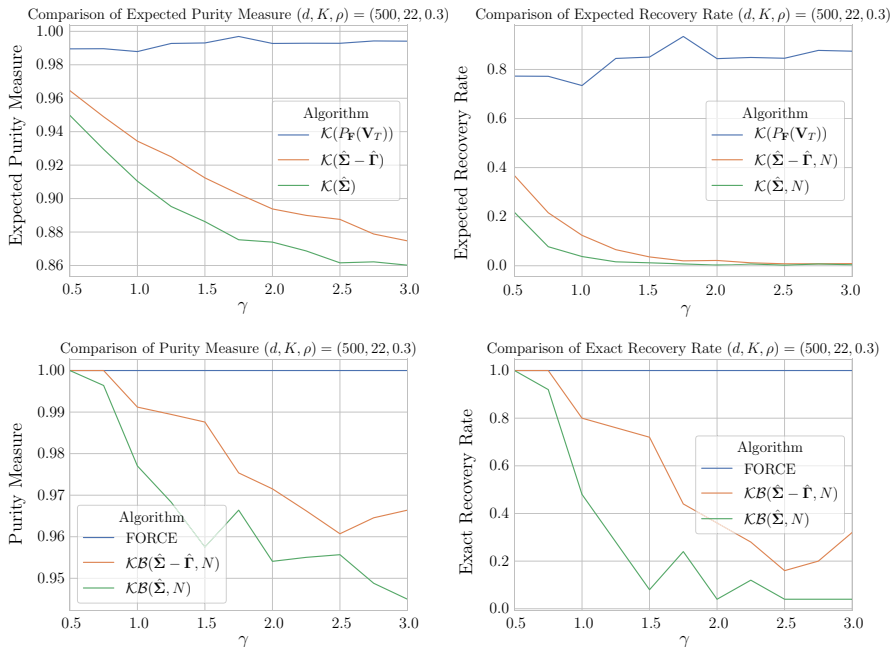 Comparison of Expected Purity Measure (d, K, ρ) = (500, 22, 0.3)
1.00
0.98
0.96
0.94
0.92
0.90
0.88
0.86
Expected Purity Measure
Algorithm
𝒦(P_F(V_T))
𝒦(Σ̂ − Γ̂)
𝒦(Σ̂)
0.5 1.0 1.5 2.0 2.5 3.0
γ
Comparison of Expected Recovery Rate (d, K, ρ) = (500, 22, 0.3)
0.8
0.6
0.4
0.2
0.0
Expected Recovery Rate
Algorithm
𝒦(P_F(V_T))
𝒦(Σ̂ − Γ̂, N)
𝒦(Σ̂, N)
0.5 1.0 1.5 2.0 2.5 3.0
γ
Comparison of Purity Measure (d, K, ρ) = (500, 22, 0.3)
1.00
0.99
0.98
0.97
0.96
0.95
Purity Measure
Algorithm
FORCE
𝒦ℬ(Σ̂ − Γ̂, N)
𝒦ℬ(Σ̂, N)
0.5 1.0 1.5 2.0 2.5 3.0
γ
Comparison of Exact Recovery Rate (d, K, ρ) = (500, 22, 0.3)
1.0
0.8
0.6
0.4
0.2
0.0
Exact Recovery Rate
Algorithm
FORCE
𝒦ℬ(Σ̂ − Γ̂, N)
𝒦ℬ(Σ̂, N)
0.5 1.0 1.5 2.0 2.5 3.0
γ